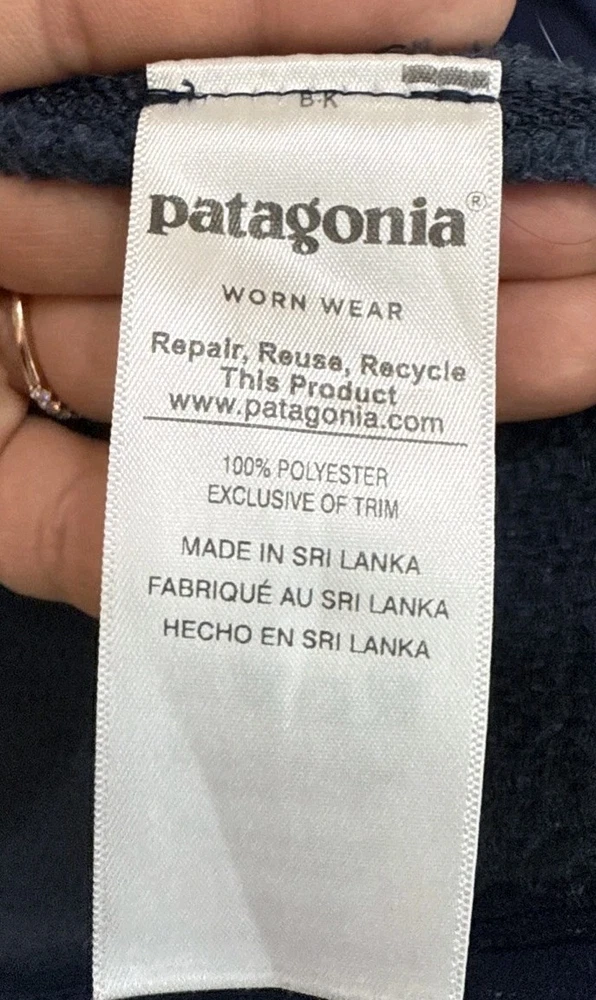 B·K
patagonia®
WORN WEAR
Repair, Reuse, Recycle
This Product
www.patagonia.com
100% POLYESTER
EXCLUSIVE OF TRIM
MADE IN SRI LANKA
FABRIQUÉ AU SRI LANKA
HECHO EN SRI LANKA